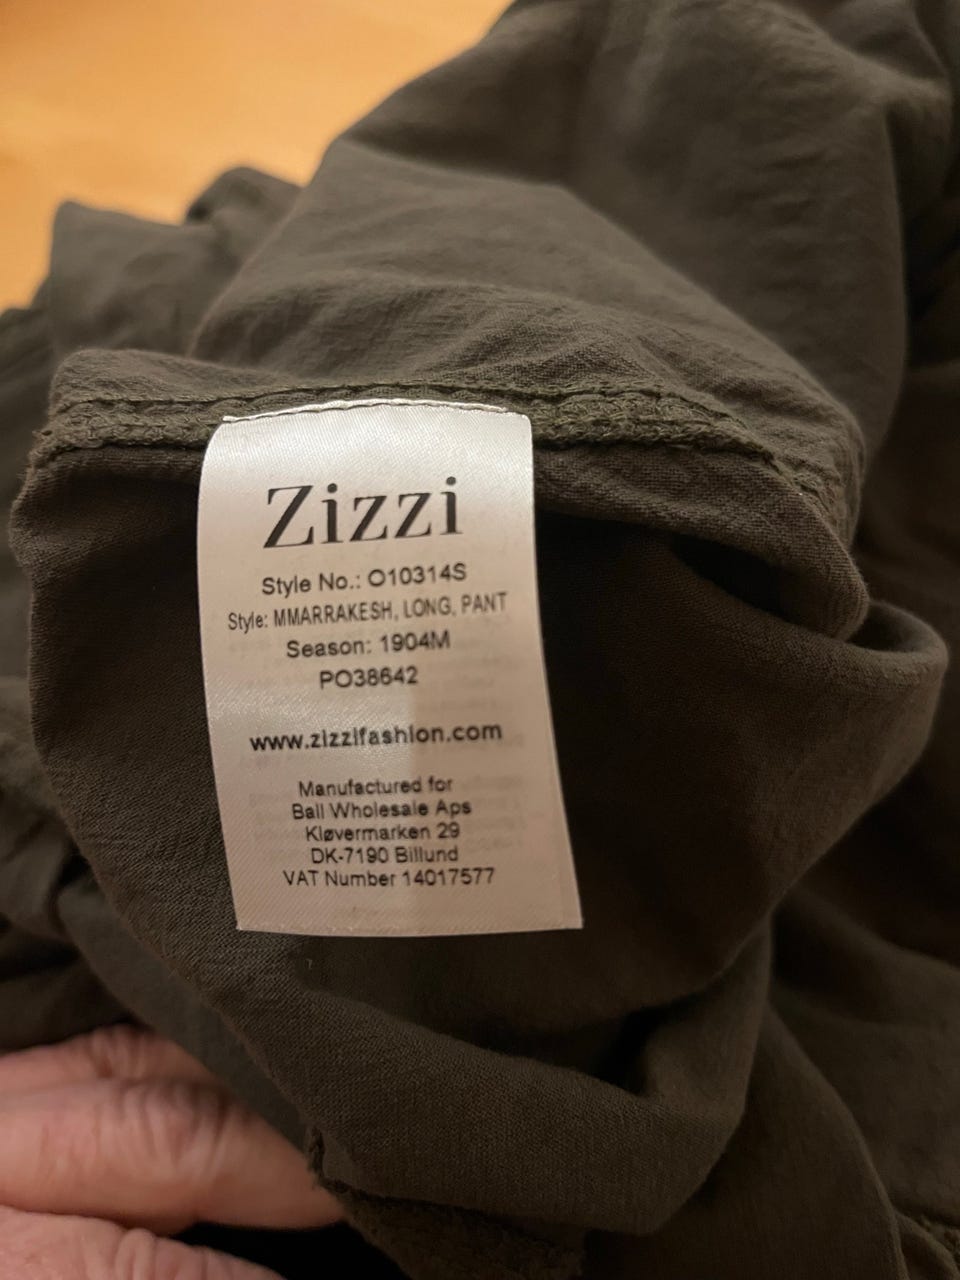 Zizzi
Style No.: O10314S
Style: MMARRAKESH, LONG, PANT
Season: 1904M
PO38642
www.zizzifashion.com
Manufactured for
Ball Wholesale Aps
Kløvermarken 29
DK-7190 Billund
VAT Number 14017577